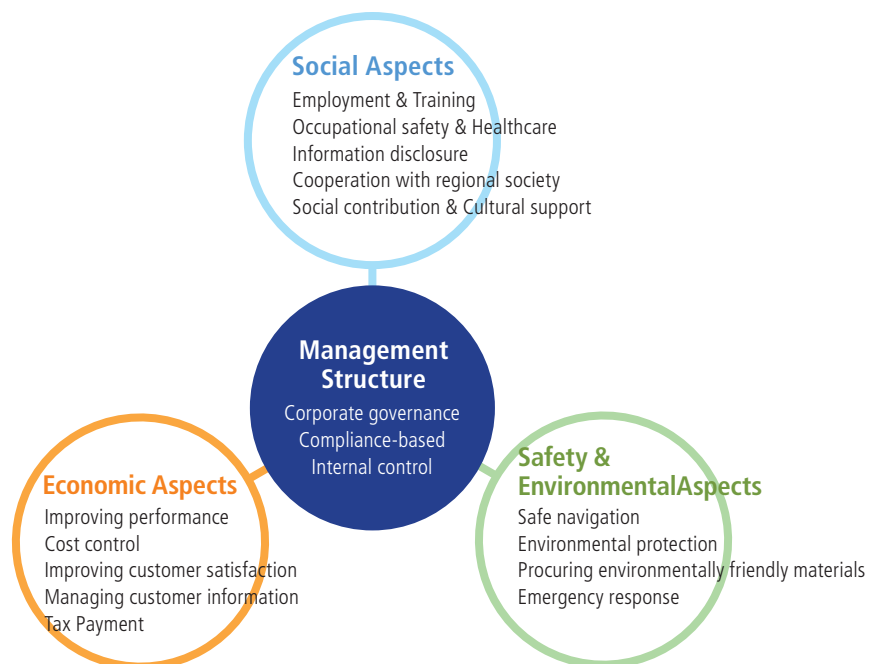 Social Aspects
Employment & Training
Occupational safety & Healthcare
Information disclosure
Cooperation with regional society
Social contribution & Cultural support
Management
Structure
Corporate governance
Compliance-based
Internal control
Economic Aspects
Improving performance
Cost control
Improving customer satisfaction
Managing customer information
Tax Payment
Safety &
EnvironmentalAspects
Safe navigation
Environmental protection
Procuring environmentally friendly materials
Emergency response